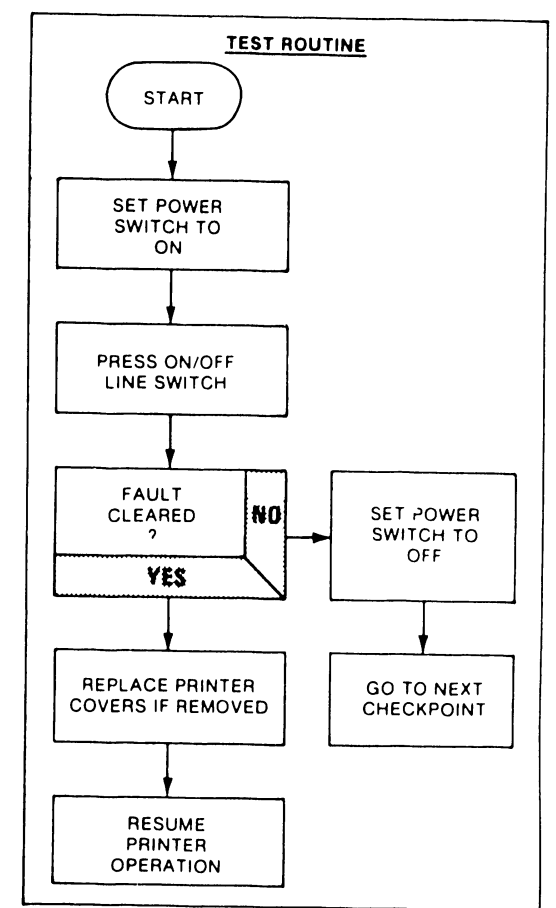 TEST ROUTINE
START
SET POWER
SWITCH TO
ON
PRESS ON/OFF
LINE SWITCH
FAULT
CLEARED
?
NO
YES
SET POWER
SWITCH TO
OFF
REPLACE PRINTER
COVERS IF REMOVED
GO TO NEXT
CHECKPOINT
RESUME
PRINTER
OPERATION